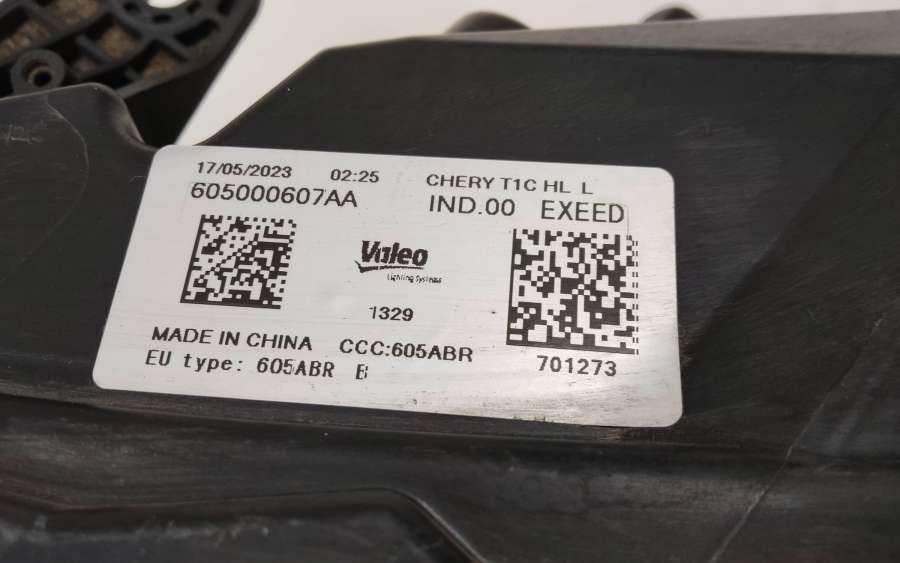 17/05/2023 02:25 CHERY T1C HL L
605000607AA IND.00 EXEED
Valeo
Lighting Systems
1329
MADE IN CHINA CCC:605ABR
EU type: 605ABR B
701273